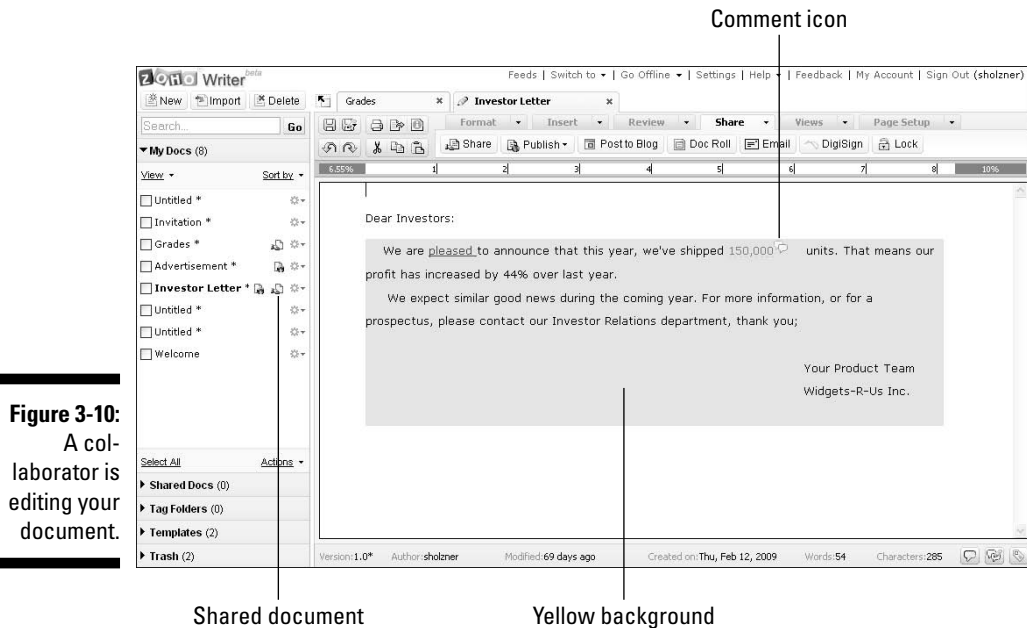 Comment icon
ZOHO Writer beta
Feeds | Switch to | Go Offline | Settings | Help | Feedback | My Account | Sign Out (sholzner)
New Import Delete
Grades x Investor Letter x
Search... Go
Format Insert Review Share Views Page Setup
My Docs (8)
Share Publish Post to Blog Doc Roll Email DigiSign Lock
View Sort by
6.55% 1 2 3 4 5 6 7 8 10%
Untitled *
Invitation *
Grades *
Advertisement *
Investor Letter *
Untitled *
Untitled *
Welcome
Dear Investors:
We are pleased to announce that this year, we've shipped 150,000 units. That means our
profit has increased by 44% over last year.
We expect similar good news during the coming year. For more information, or for a
prospectus, please contact our Investor Relations department, thank you;
Your Product Team
Widgets-R-Us Inc.
Select All Actions
Shared Docs (0)
Tag Folders (0)
Templates (2)
Trash (2)
Version:1.0* Author:sholzner Modified:69 days ago Created on:Thu, Feb 12, 2009 Words:54 Characters:285
Figure 3-10:
A col-
laborator is
editing your
document.
Shared document
Yellow background